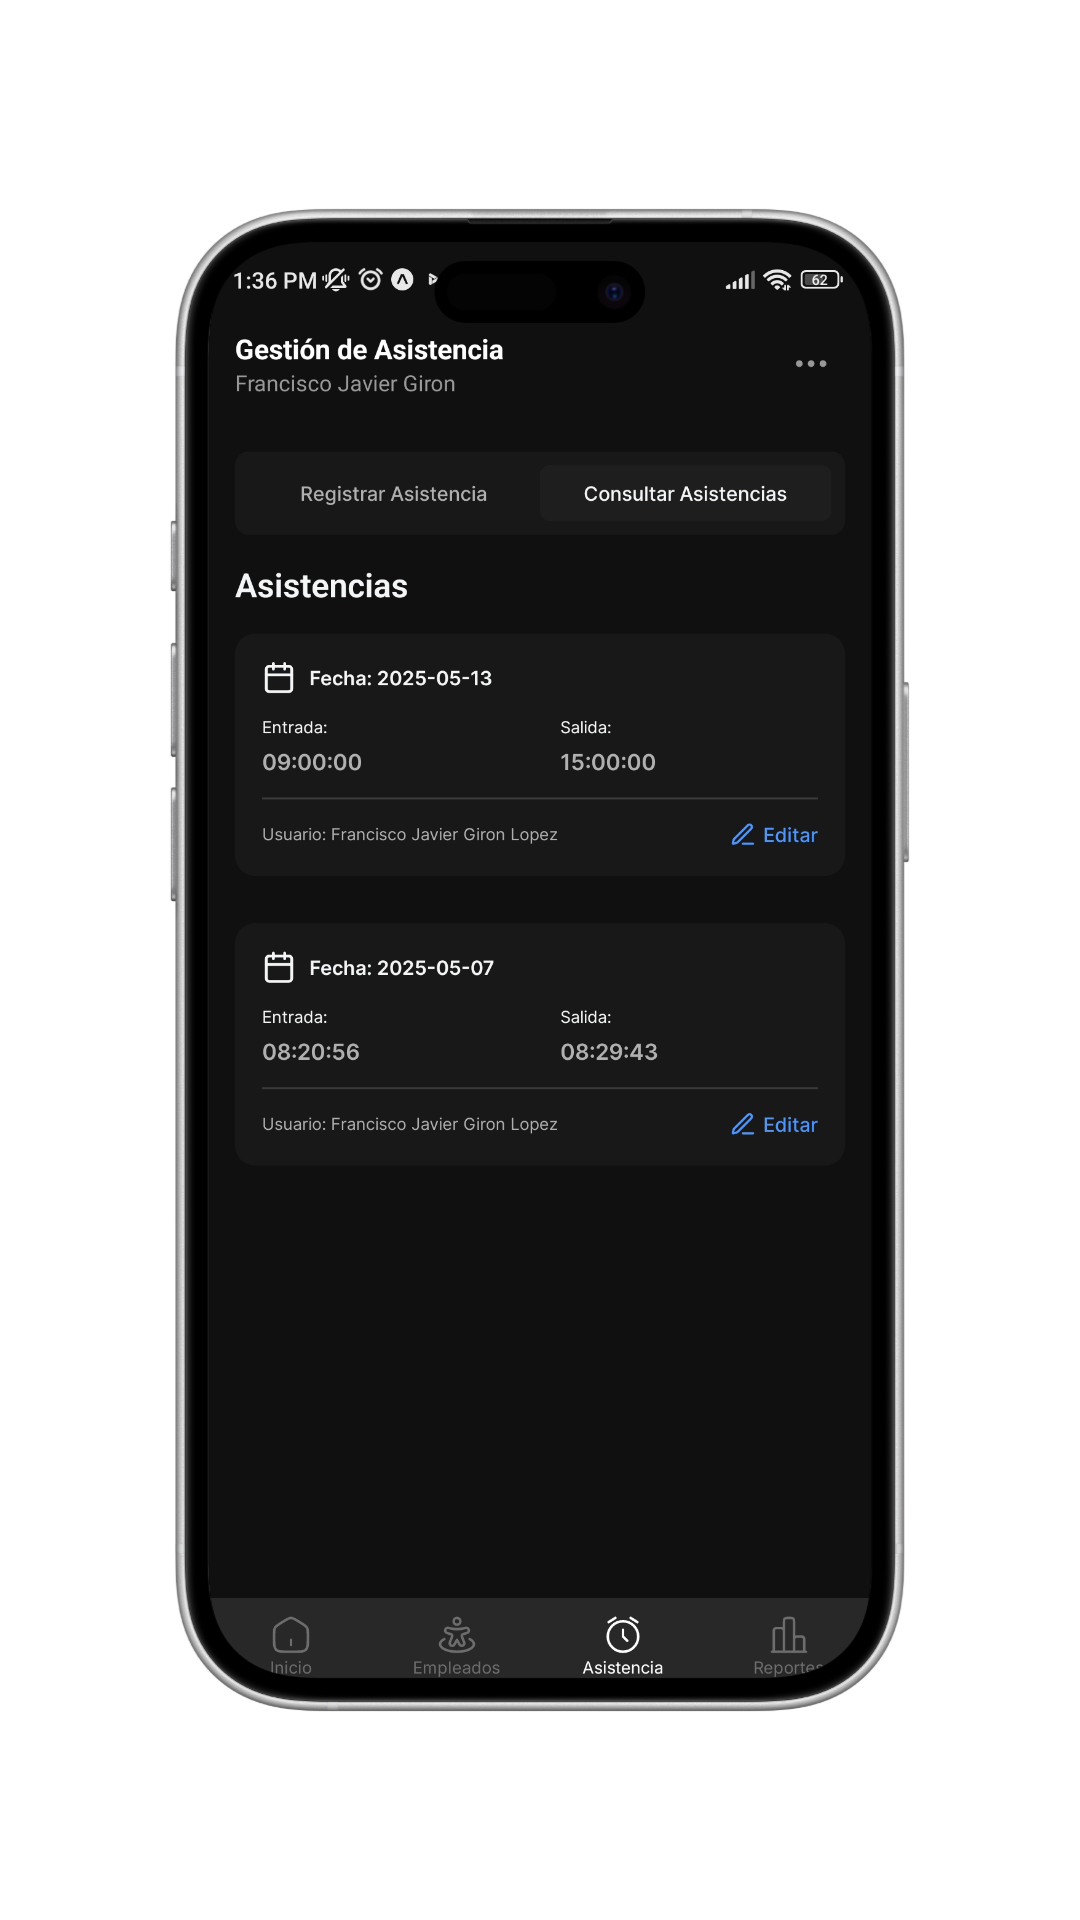 1:36 PM
62
Gestión de Asistencia
Francisco Javier Giron
Registrar Asistencia
Consultar Asistencias
Asistencias
Fecha: 2025-05-13
Entrada:
Salida:
09:00:00
15:00:00
Usuario: Francisco Javier Giron Lopez
Editar
Fecha: 2025-05-07
Entrada:
Salida:
08:20:56
08:29:43
Usuario: Francisco Javier Giron Lopez
Editar
Inicio
Empleados
Asistencia
Reportes